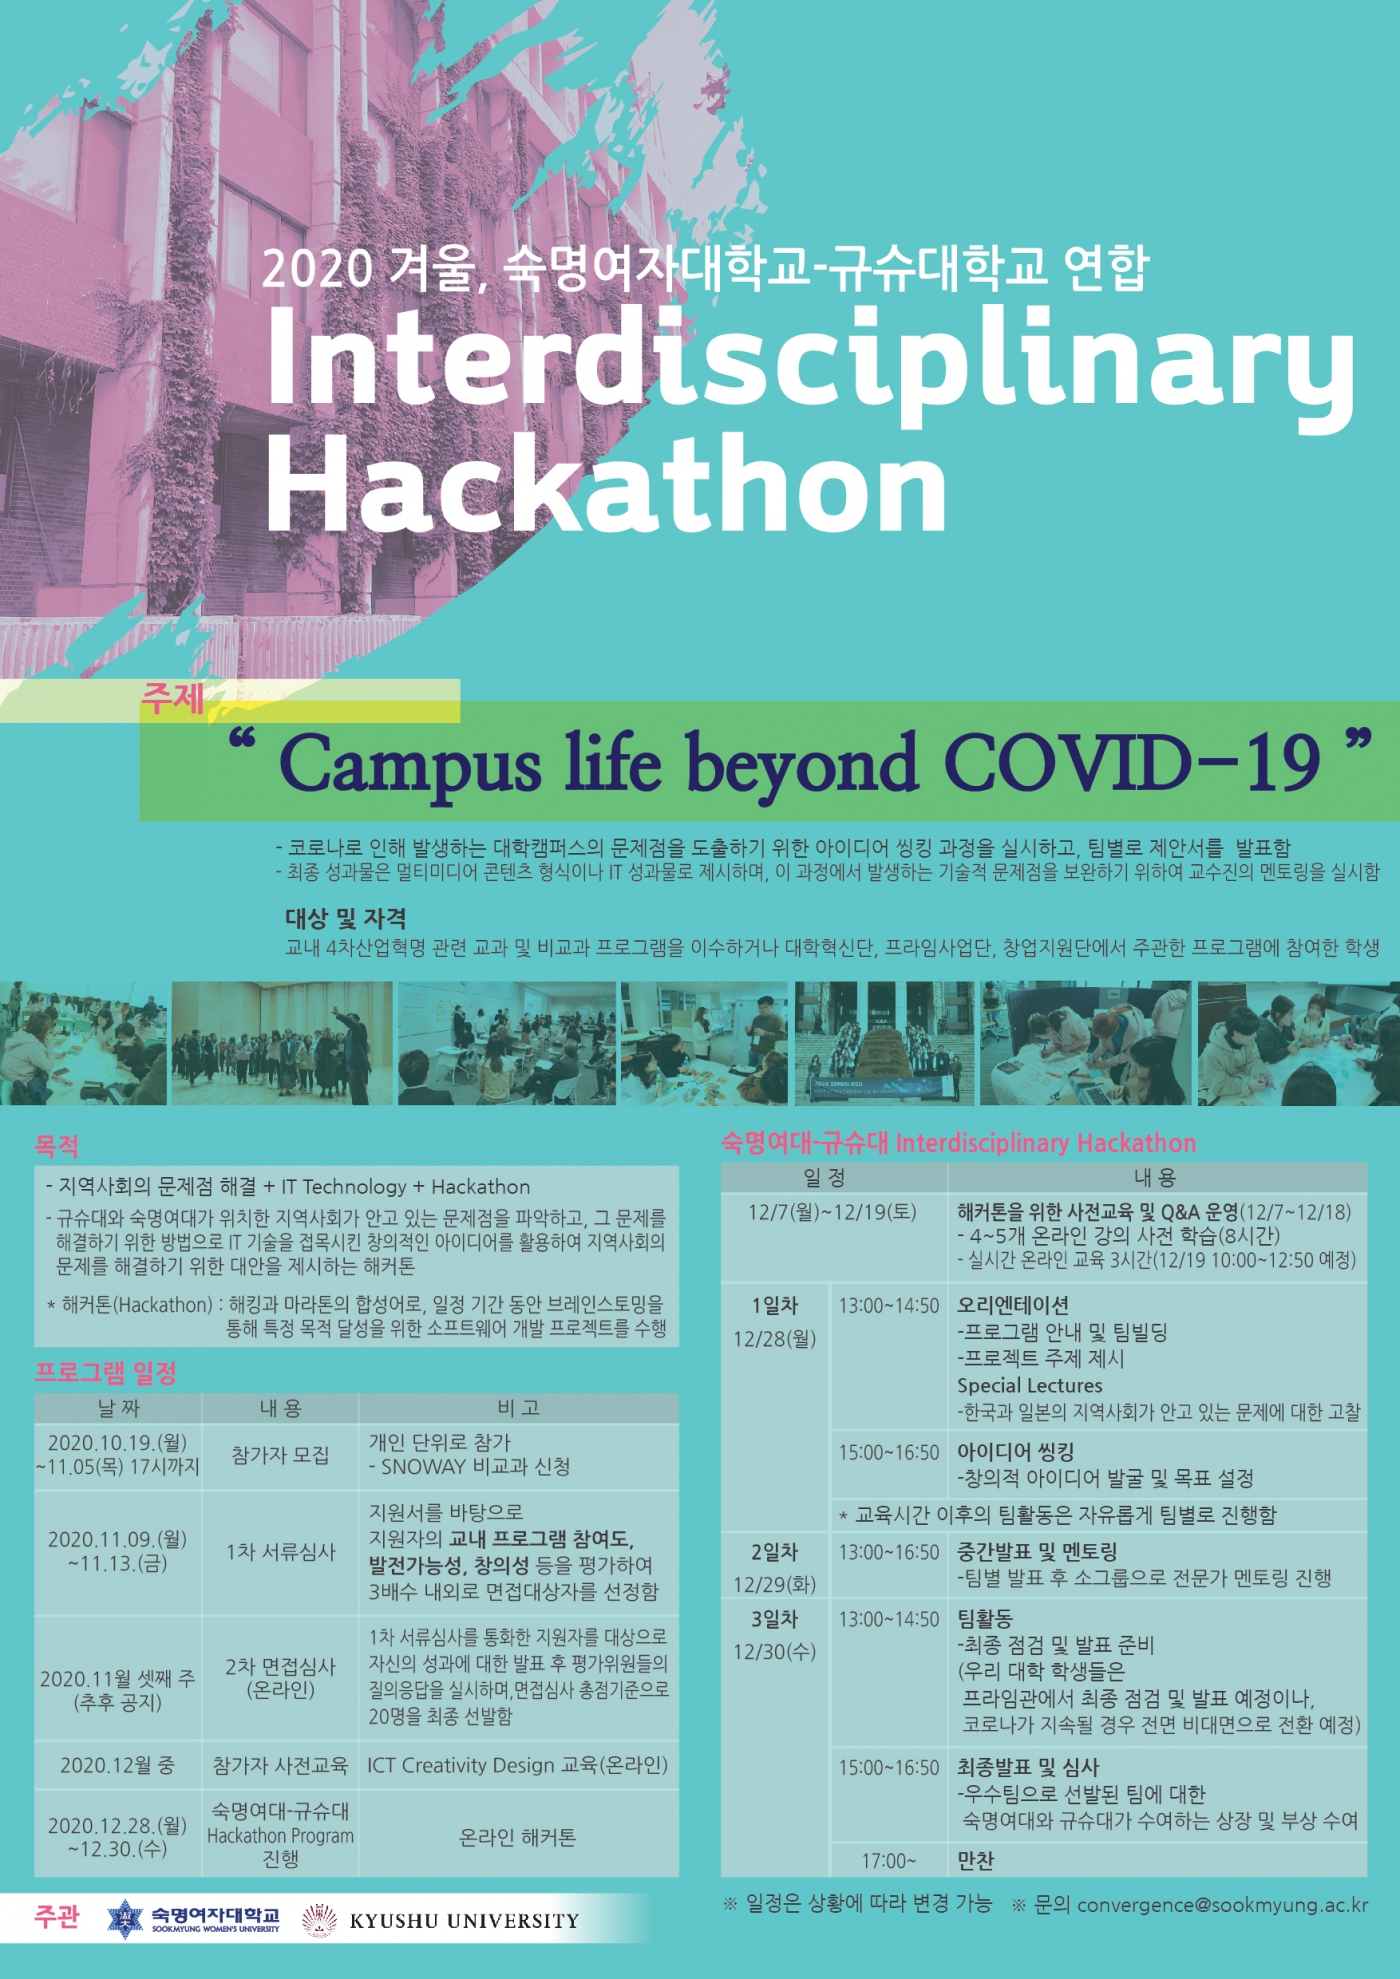 2020 겨울, 숙명여자대학교-규슈대학교 연합
Interdisciplinary
Hackathon
주제
“ Campus life beyond COVID-19 ”
- 코로나로 인해 발생하는 대학캠퍼스의 문제점을 도출하기 위한 아이디어 씽킹 과정을 실시하고, 팀별로 제안서를 발표함
- 최종 성과물은 멀티미디어 콘텐츠 형식이나 IT 성과물로 제시하며, 이 과정에서 발생하는 기술적 문제점을 보완하기 위하여 교수진의 멘토링을 실시함
대상 및 자격
교내 4차산업혁명 관련 교과 및 비교과 프로그램을 이수하거나 대학혁신단, 프라임사업단, 창업지원단에서 주관한 프로그램에 참여한 학생
목적
- 지역사회의 문제점 해결 + IT Technology + Hackathon
- 규슈대와 숙명여대가 위치한 지역사회가 안고 있는 문제점을 파악하고, 그 문제를
해결하기 위한 방법으로 IT 기술을 접목시킨 창의적인 아이디어를 활용하여 지역사회의
문제를 해결하기 위한 대안을 제시하는 해커톤
* 해커톤(Hackathon) : 해킹과 마라톤의 합성어로, 일정 기간 동안 브레인스토밍을
통해 특정 목적 달성을 위한 소프트웨어 개발 프로젝트를 수행
프로그램 일정
날 짜 내 용 비 고
2020.10.19.(월)
~11.05(목) 17시까지
참가자 모집
개인 단위로 참가
- SNOWAY 비교과 신청
2020.11.09.(월)
~11.13.(금)
1차 서류심사
지원서를 바탕으로
지원자의 교내 프로그램 참여도,
발전가능성, 창의성 등을 평가하여
3배수 내외로 면접대상자를 선정함
2020.11월 셋째 주
(추후 공지)
2차 면접심사
(온라인)
1차 서류심사를 통화한 지원자를 대상으로
자신의 성과에 대한 발표 후 평가위원들의
질의응답을 실시하며,면접심사 총점기준으로
20명을 최종 선발함
2020.12월 중
참가자 사전교육
ICT Creativity Design 교육(온라인)
2020.12.28.(월)
~12.30.(수)
숙명여대-규슈대
Hackathon Program
진행
온라인 해커톤
숙명여대-규슈대 Interdisciplinary Hackathon
일 정 내 용
12/7(월)~12/19(토)
해커톤을 위한 사전교육 및 Q&A 운영(12/7~12/18)
- 4~5개 온라인 강의 사전 학습(8시간)
- 실시간 온라인 교육 3시간(12/19 10:00~12:50 예정)
1일차
12/28(월)
13:00~14:50
오리엔테이션
-프로그램 안내 및 팀빌딩
-프로젝트 주제 제시
Special Lectures
-한국과 일본의 지역사회가 안고 있는 문제에 대한 고찰
15:00~16:50
아이디어 씽킹
-창의적 아이디어 발굴 및 목표 설정
* 교육시간 이후의 팀활동은 자유롭게 팀별로 진행함
2일차
12/29(화)
13:00~16:50
중간발표 및 멘토링
-팀별 발표 후 소그룹으로 전문가 멘토링 진행
3일차
12/30(수)
13:00~14:50
팀활동
-최종 점검 및 발표 준비
(우리 대학 학생들은
프라임관에서 최종 점검 및 발표 예정이나,
코로나가 지속될 경우 전면 비대면으로 전환 예정)
15:00~16:50
최종발표 및 심사
-우수팀으로 선발된 팀에 대한
숙명여대와 규슈대가 수여하는 상장 및 부상 수여
17:00~
만찬
주관
숙명여자대학교
SOOKMYUNG WOMEN'S UNIVERSITY
KYUSHU UNIVERSITY
※ 일정은 상황에 따라 변경 가능 ※ 문의 convergence@sookmyung.ac.kr